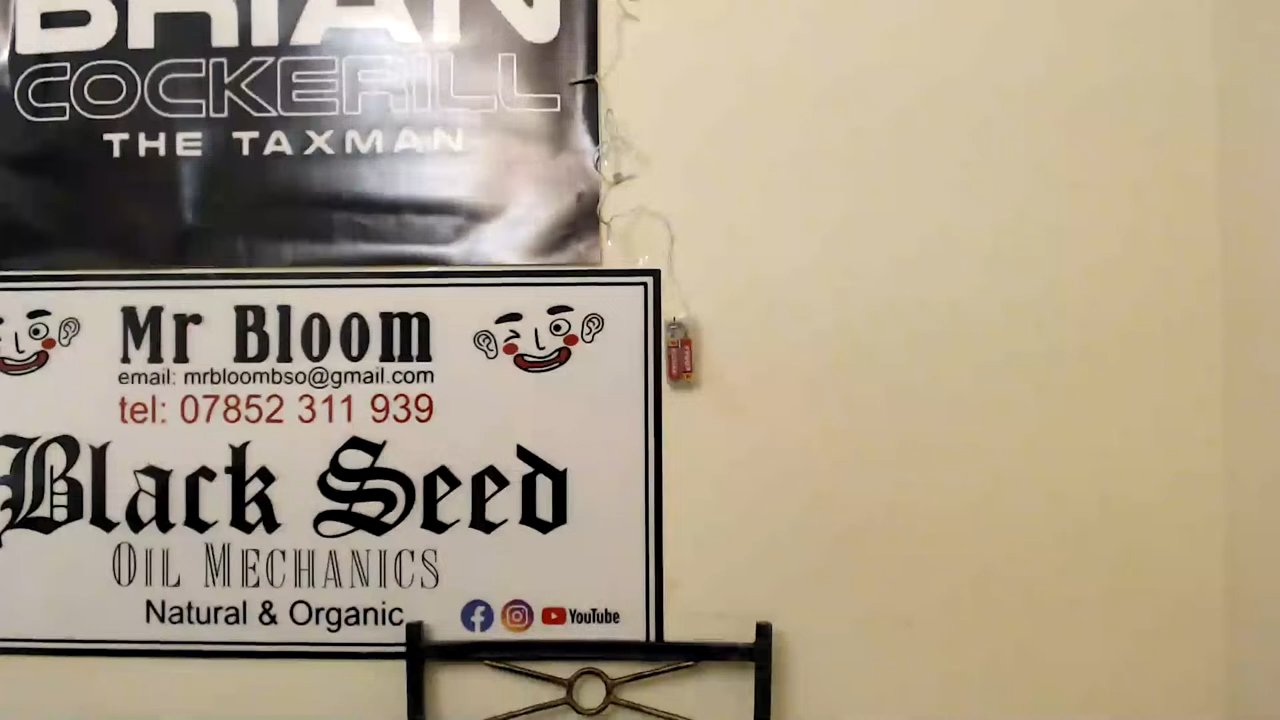 BRIAN
COCKERILL
THE TAXMAN
Mr Bloom
email: mrbloombso@gmail.com
tel: 07852 311 939
Black Seed
OIL MECHANICS
Natural & Organic
YouTube